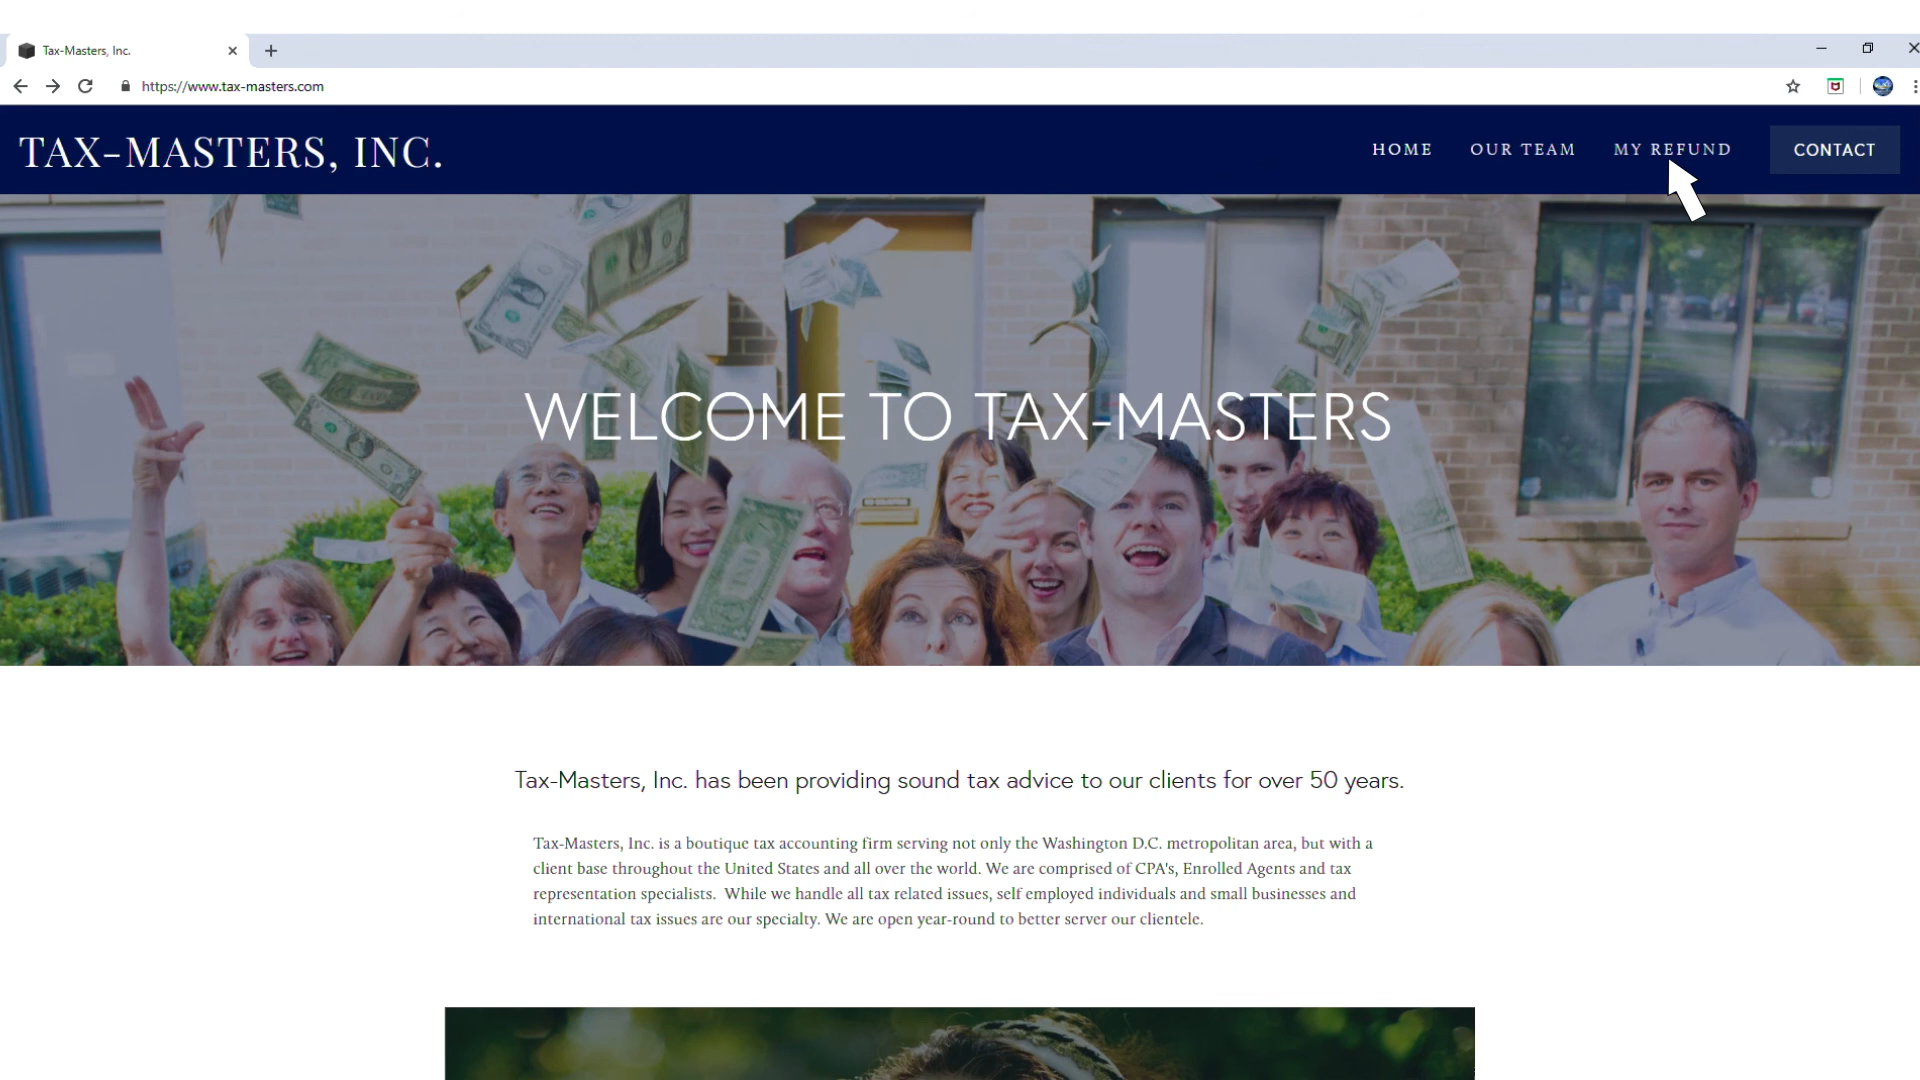 Tax-Masters, Inc.
https://www.tax-masters.com
TAX-MASTERS, INC.
HOME
OUR TEAM
MY REFUND
CONTACT
WELCOME TO TAX-MASTERS
Tax-Masters, Inc. has been providing sound tax advice to our clients for over 50 years.
Tax-Masters, Inc. is a boutique tax accounting firm serving not only the Washington D.C. metropolitan area, but with a
client base throughout the United States and all over the world. We are comprised of CPA's, Enrolled Agents and tax
representation specialists.  While we handle all tax related issues, self employed individuals and small businesses and
international tax issues are our specialty. We are open year-round to better server our clientele.